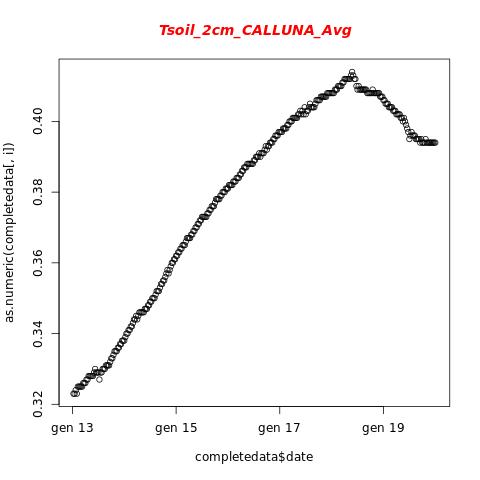 Tsoil_2cm_CALLUNA_Avg
as.numeric(completedata[, i])
0.40
0.38
0.36
0.34
0.32
gen 13
gen 15
gen 17
gen 19
completedata$date